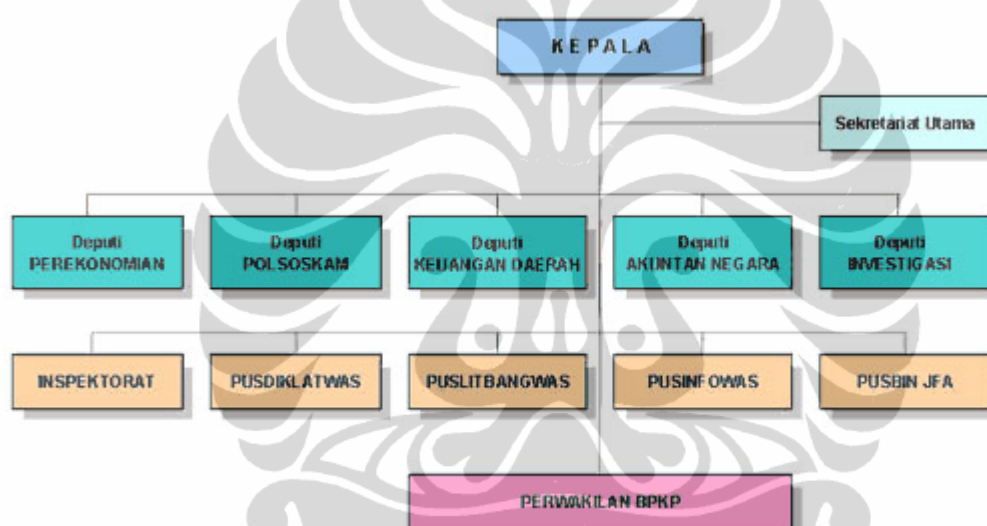 KEPALA
Sekretariat Utama
Deputi
PEREKONOMIAN
Deputi
POLSOSKAM
Deputi
KEUANGAN DAERAH
Deputi
AKUNTAN NEGARA
Deputi
INVESTIGASI
INSPEKTORAT
PUSDIKLATWAS
PUSLITBANGWAS
PUSINFOWAS
PUSBIN JFA
PERWAKILAN BPKP